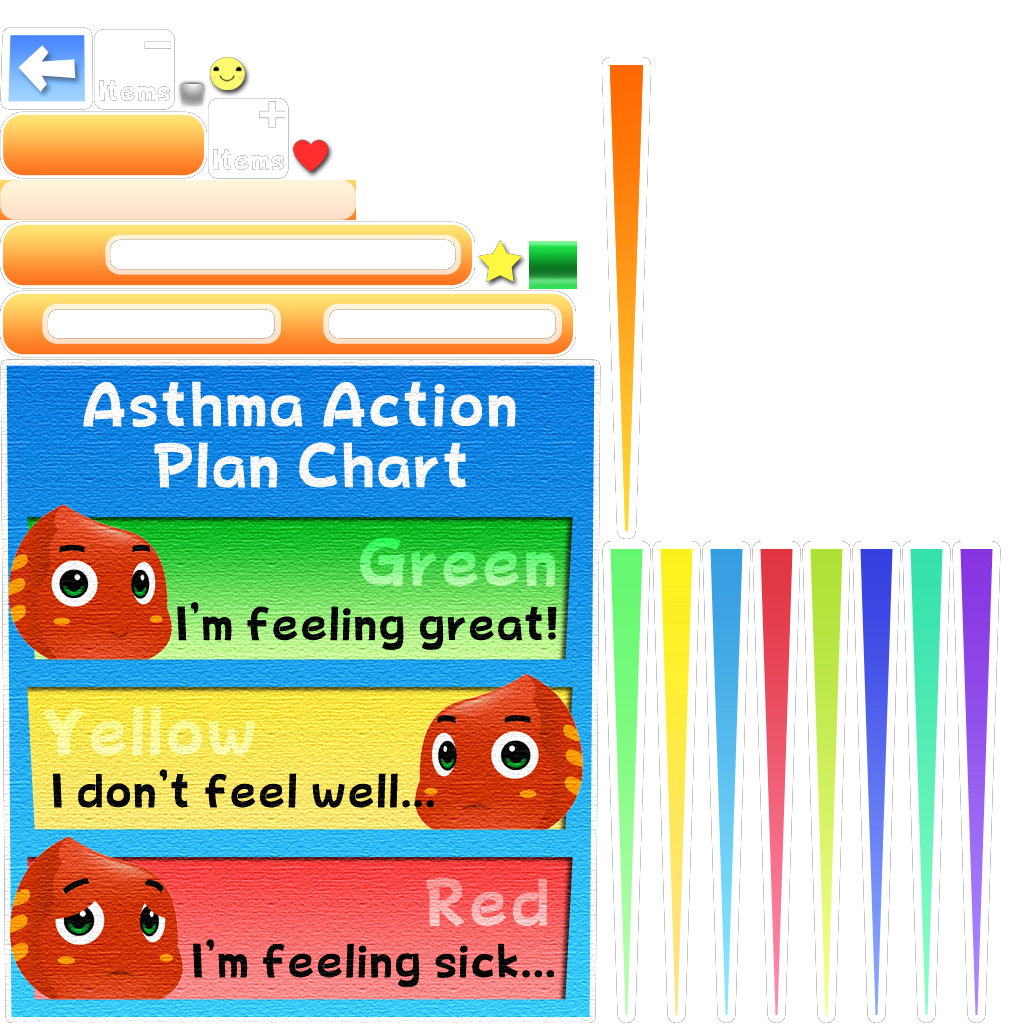 Items
Items
Asthma Action
Plan Chart
Green
I'm feeling great!
Yellow
I don't feel well...
Red
I'm feeling sick...